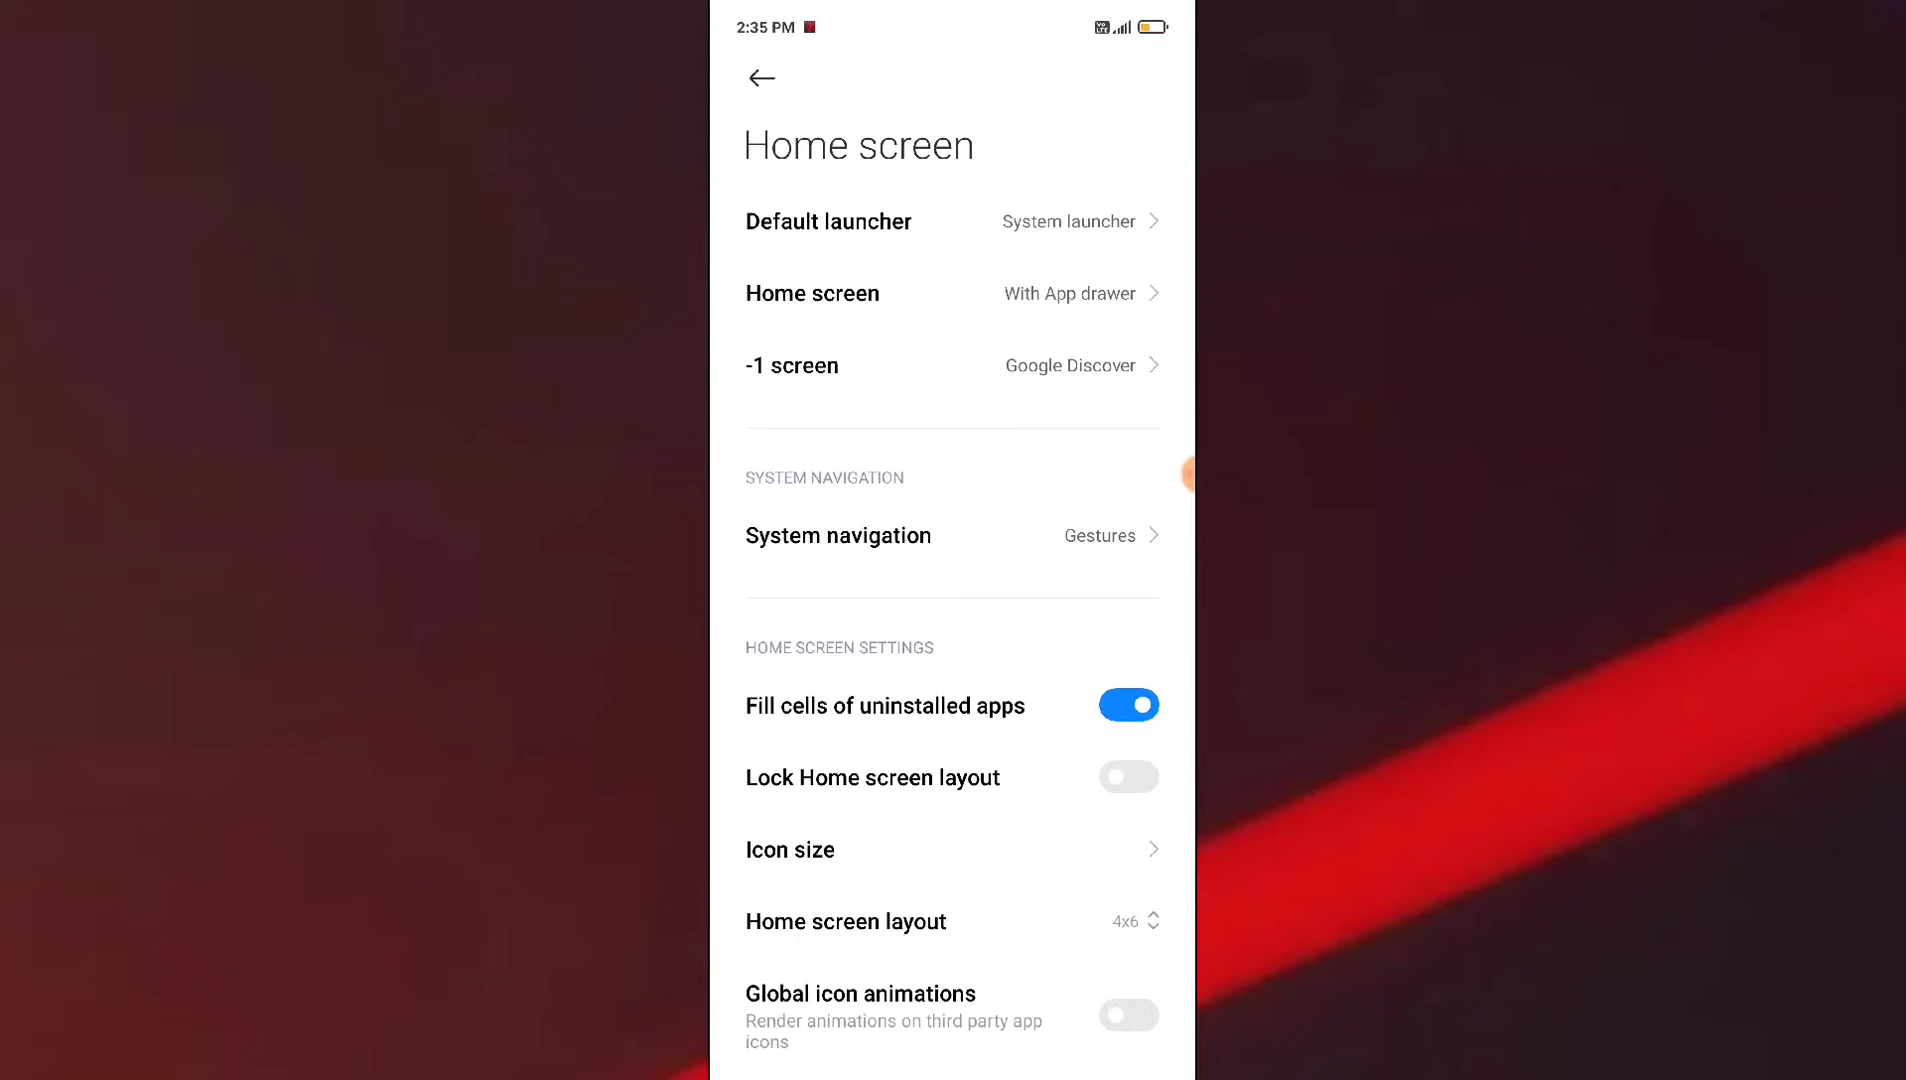 2:35 PM
Home screen
Default launcher System launcher
Home screen With App drawer
-1 screen Google Discover
SYSTEM NAVIGATION
System navigation Gestures
HOME SCREEN SETTINGS
Fill cells of uninstalled apps
Lock Home screen layout
Icon size
Home screen layout 4x6
Global icon animations
Render animations on third party app
icons